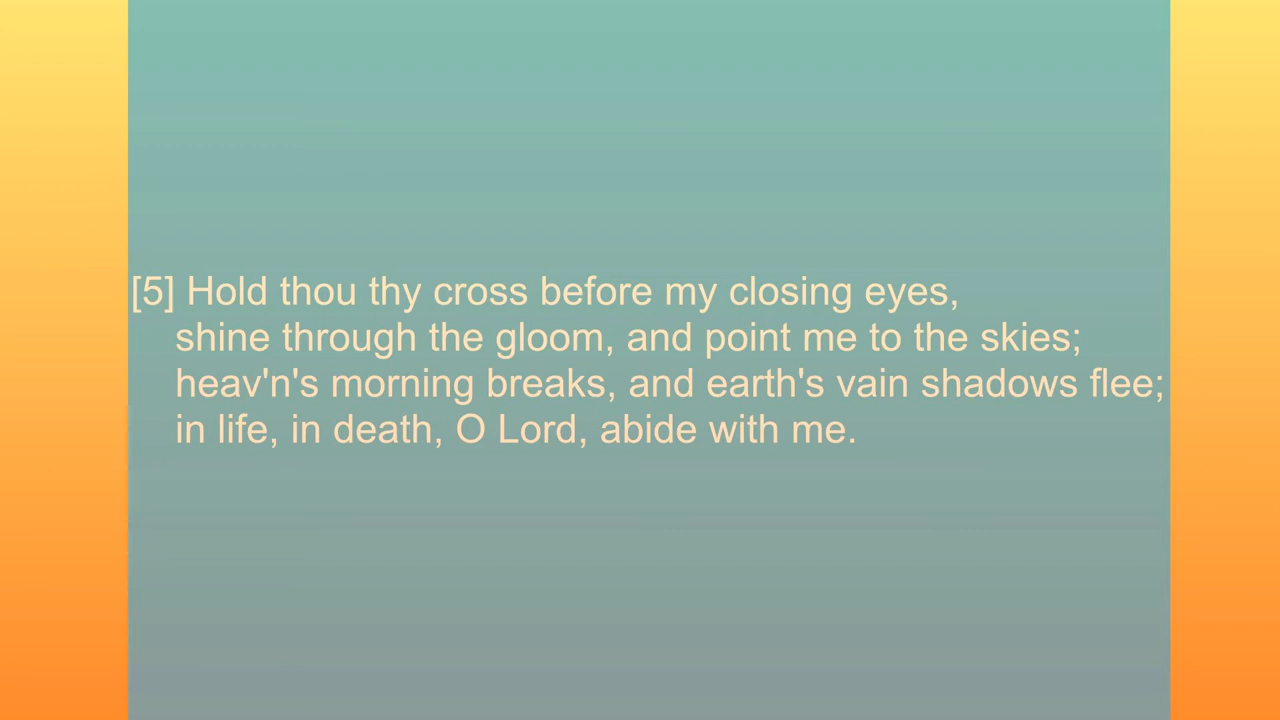 [5] Hold thou thy cross before my closing eyes,
shine through the gloom, and point me to the skies;
heav'n's morning breaks, and earth's vain shadows flee;
in life, in death, O Lord, abide with me.